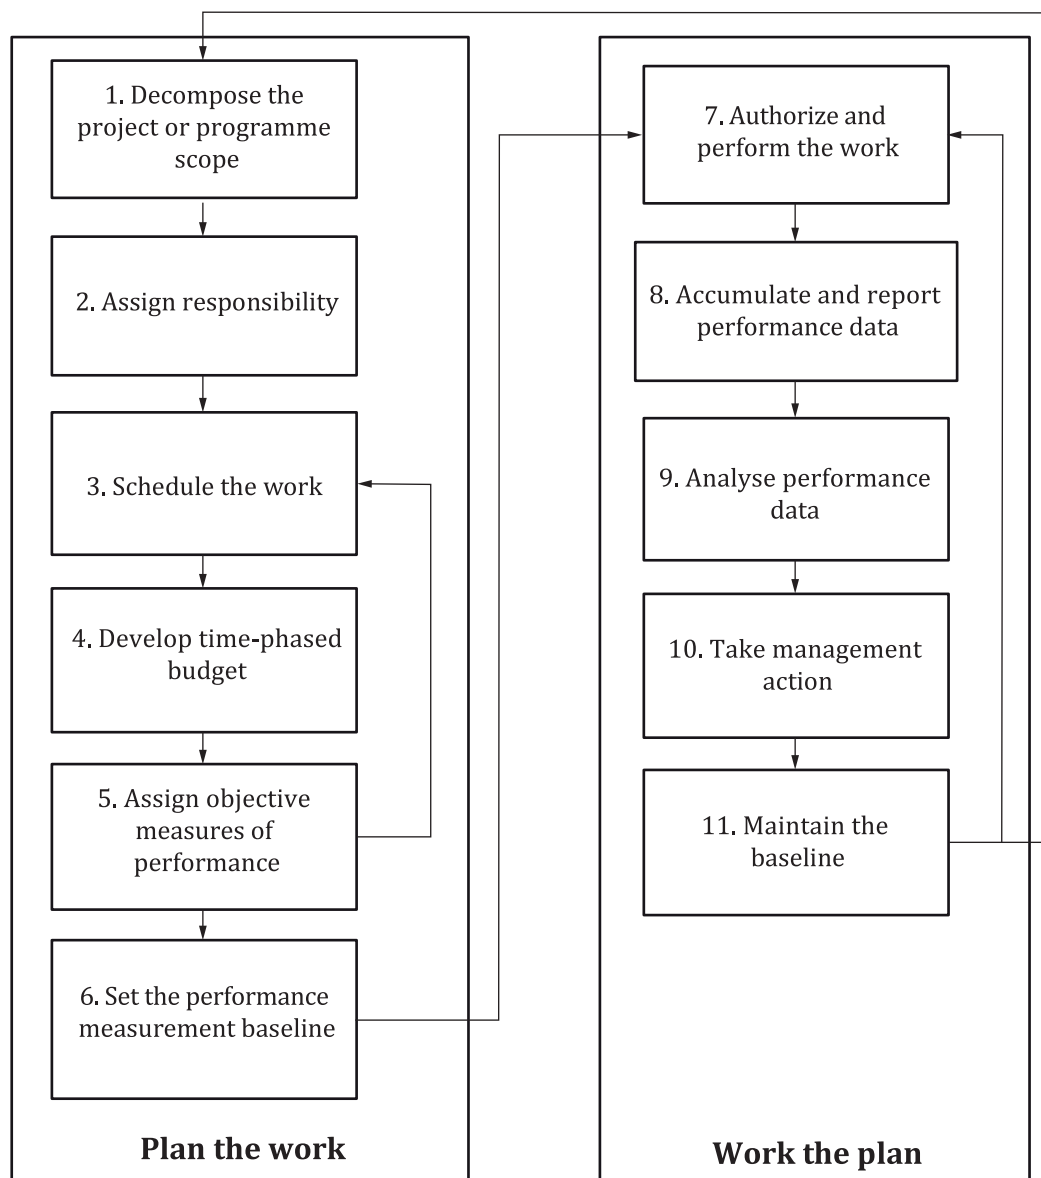 1. Decompose the
project or programme
scope
2. Assign responsibility
3. Schedule the work
4. Develop time-phased
budget
5. Assign objective
measures of
performance
6. Set the performance
measurement baseline
Plan the work
7. Authorize and
perform the work
8. Accumulate and report
performance data
9. Analyse performance
data
10. Take management
action
11. Maintain the
baseline
Work the plan